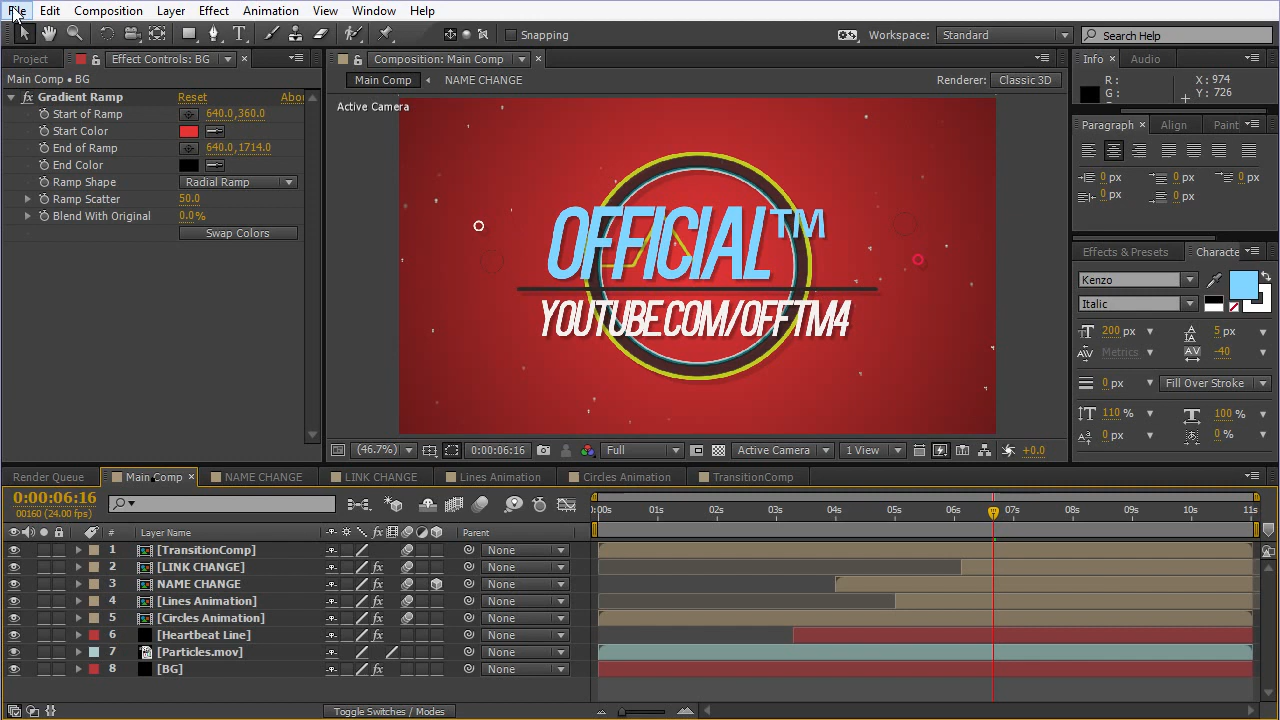 File Edit Composition Layer Effect Animation View Window Help
Snapping Workspace: Standard Search Help
Project Effect Controls: BG
Main Comp • BG
fx Gradient Ramp Reset Abou
Start of Ramp 640.0,360.0
Start Color
End of Ramp 640.0,1714.0
End Color
Ramp Shape Radial Ramp
Ramp Scatter 50.0
Blend With Original 0.0%
Swap Colors
Composition: Main Comp
Main Comp NAME CHANGE Renderer: Classic 3D
Active Camera
OFFICIAL™
YOUTUBE.COM/OFFTM4
(46.7%) 0:00:06:16 Full Active Camera 1 View +0.0
Info Audio
R: X: 974
G: Y: 726
Paragraph Align Paint
0 px 0 px 0 px
0 px 0 px
Effects & Presets Characte
Kenzo
Italic
200 px 5 px
Metrics -40
0 px Fill Over Stroke
110 % 100 %
0 px 0 %
Render Queue Main Comp NAME CHANGE LINK CHANGE Lines Animation Circles Animation TransitionComp
0:00:06:16
00160 (24.00 fps)
:00s 01s 02s 03s 04s 05s 06s 07s 08s 09s 10s 11s
# Layer Name fx Parent
1 [TransitionComp] None
2 [LINK CHANGE] fx None
3 NAME CHANGE fx None
4 [Lines Animation] fx None
5 [Circles Animation] fx None
6 [Heartbeat Line] fx None
7 [Particles.mov] None
8 [BG] fx None
Toggle Switches / Modes